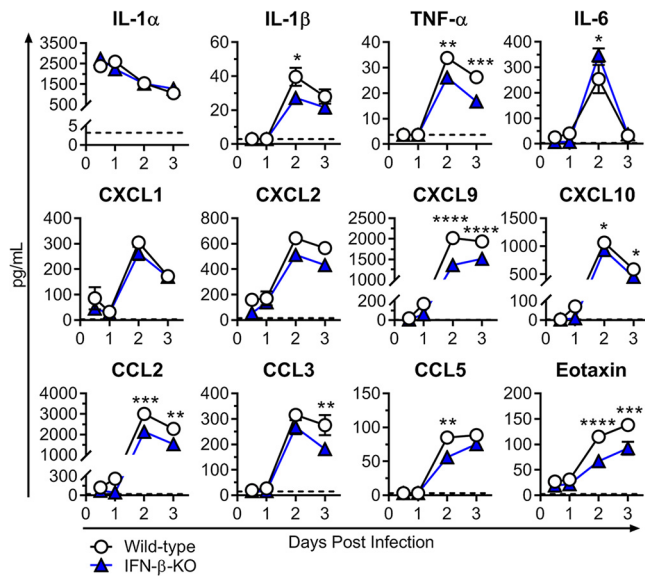 IL-1α IL-1β TNF-α IL-6
3500 2500 1500 500 5 0
60 40 20 0
*
40 30 20 10 0
** ***
400 300 200 100 0
*
0 1 2 3 0 1 2 3 0 1 2 3 0 1 2 3
CXCL1 CXCL2 CXCL9 CXCL10
400 300 200 100 0
800 600 400 200 0
2500 2000 1500 1000 200 0
**** ****
1500 1000 500 100 0
* *
0 1 2 3 0 1 2 3 0 1 2 3 0 1 2 3
pg/mL
CCL2 CCL3 CCL5 Eotaxin
4000 3000 2000 1000 300 0
*** **
400 300 200 100 0
**
150 100 50 0
**
200 150 100 50 0
**** ***
0 1 2 3 0 1 2 3 0 1 2 3 0 1 2 3
Days Post Infection
Wild-type
IFN-β-KO